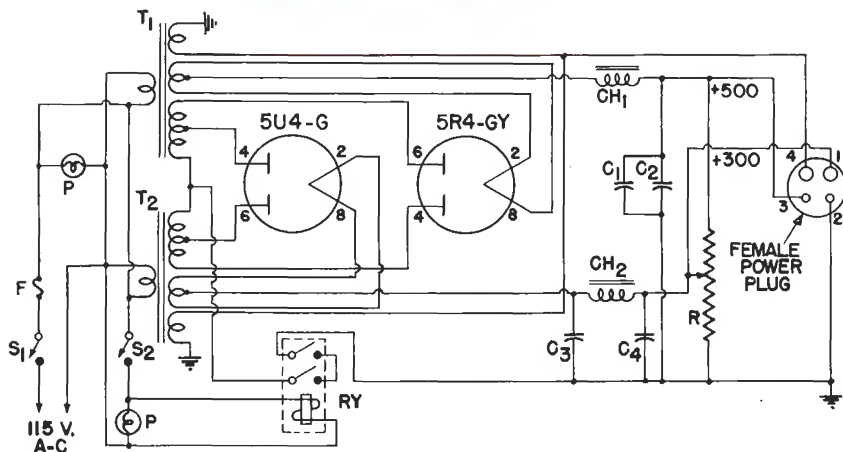 T1
T2
P
F
S1
S2
115 V.
A-C
P
5U4-G
4
2
6
8
5R4-GY
6
2
4
8
RY
CH1
CH2
C1
C2
C3
C4
R
+500
+300
4
1
3
2
FEMALE
POWER
PLUG